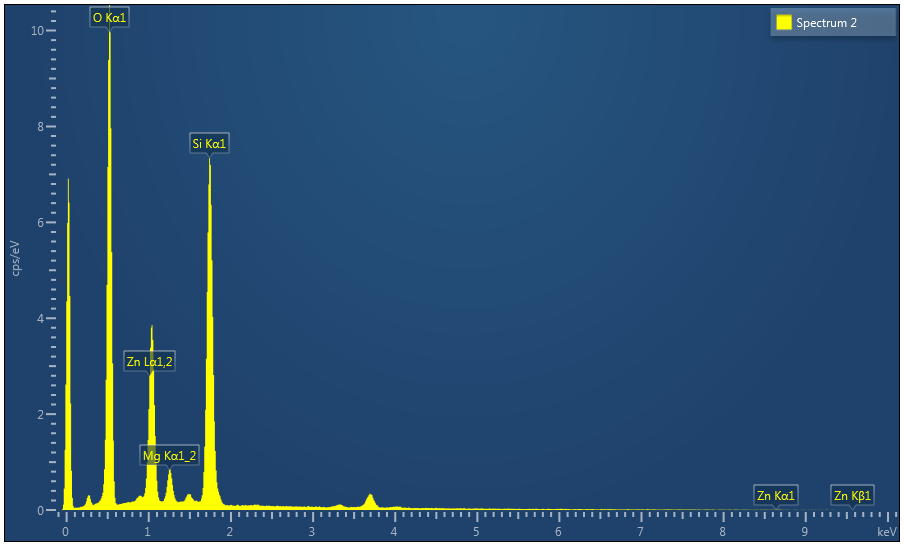 O Kα1
Spectrum 2
10
Si Kα1
8
6
cps/eV
4
Zn Lα1,2
2
Mg Kα1_2
Zn Kα1
Zn Kβ1
0
0 1 2 3 4 5 6 7 8 9 keV